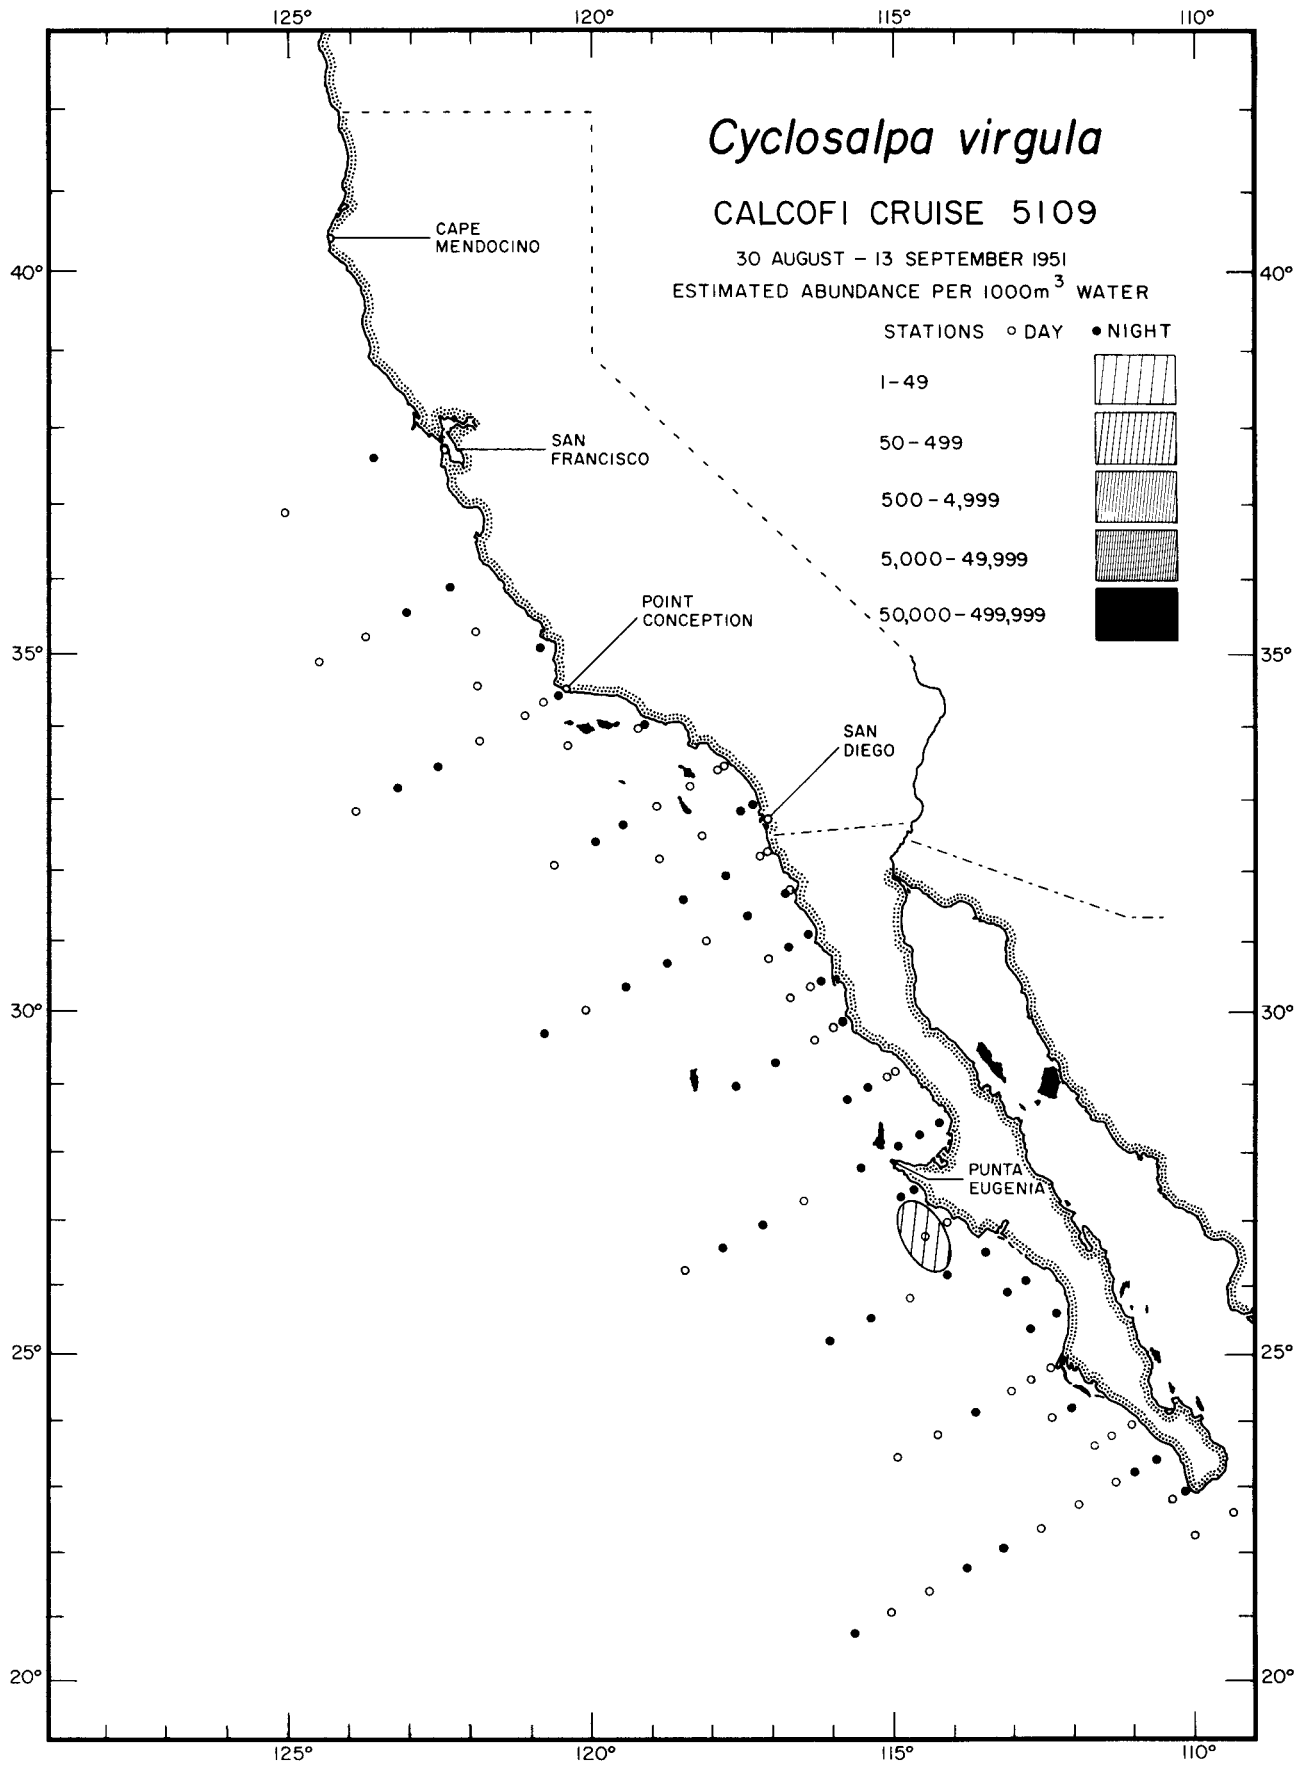 125° 120° 115° 110°
Cyclosalpa virgula
CALCOFI CRUISE 5109
30 AUGUST – 13 SEPTEMBER 1951
ESTIMATED ABUNDANCE PER 1000m³ WATER
STATIONS ○ DAY ● NIGHT
1–49
50–499
500–4,999
5,000–49,999
50,000–499,999
CAPE
MENDOCINO
40° 40°
SAN
FRANCISCO
POINT
CONCEPTION
35° 35°
SAN
DIEGO
30° 30°
PUNTA
EUGENIA
25° 25°
20° 20°
125° 120° 115° 110°